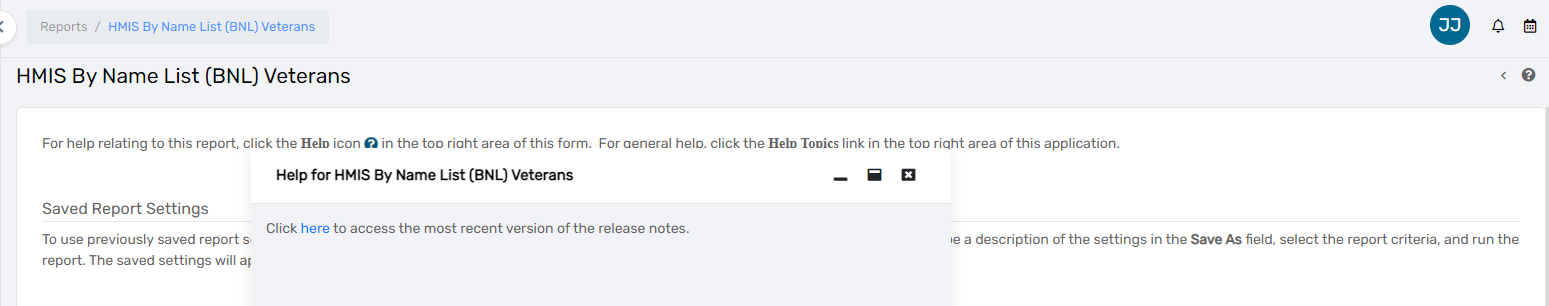 Reports / HMIS By Name List (BNL) Veterans
JJ
HMIS By Name List (BNL) Veterans
For help relating to this report, click the Help icon ? in the top right area of this form. For general help, click the Help Topics link in the top right area of this application.
Help for HMIS By Name List (BNL) Veterans
Click here to access the most recent version of the release notes.
Saved Report Settings
To use previously saved report s
e a description of the settings in the Save As field, select the report criteria, and run the
report. The saved settings will a